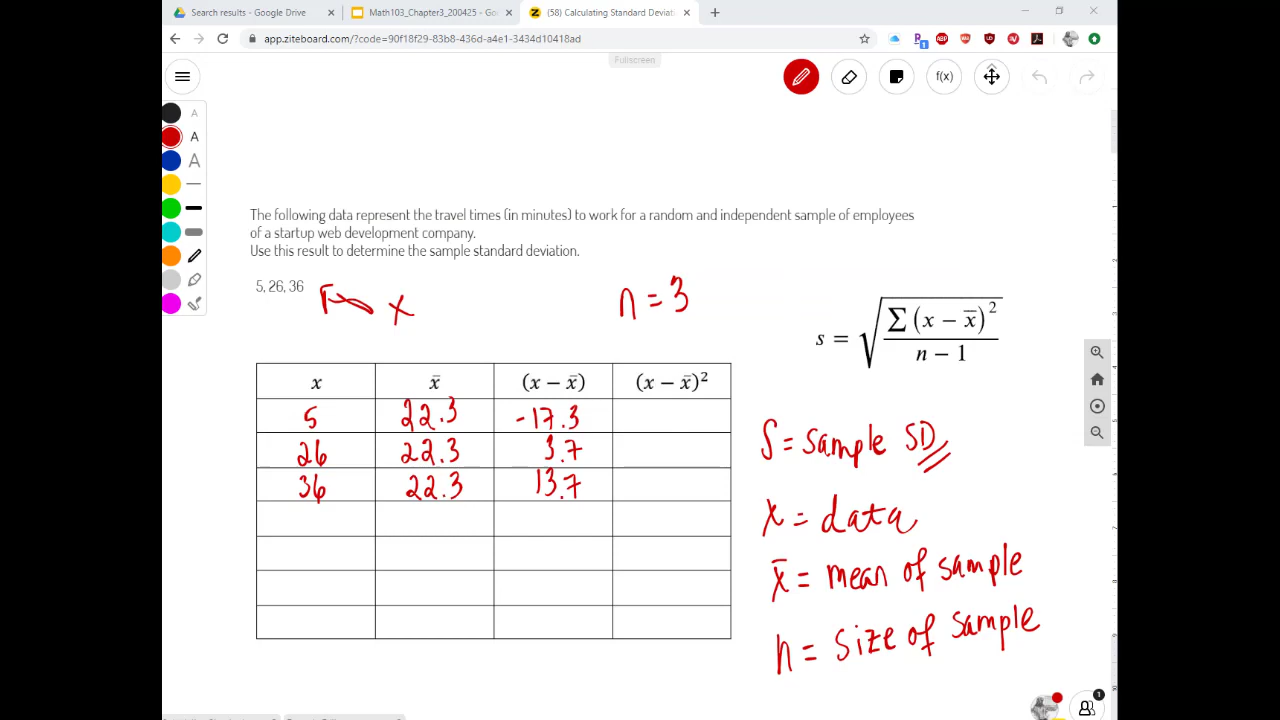 Search results - Google Drive
Math103_Chapter3_200425 - Go
(58) Calculating Standard Deviati
app.ziteboard.com/?code=90f18f29-83b8-436d-a4e1-3434d10418ad
Fullscreen
f(x)
A
A
A
The following data represent the travel times (in minutes) to work for a random and independent sample of employees
of a startup web development company.
Use this result to determine the sample standard deviation.
5, 26, 36
x
n = 3
s = √(∑(x − x̄)² / (n − 1))
x x̄ (x − x̄) (x − x̄)²
5 22.3 -17.3
26 22.3 3.7
36 22.3 13.7
S = sample SD
x = data
x̄ = mean of sample
n = size of sample
1